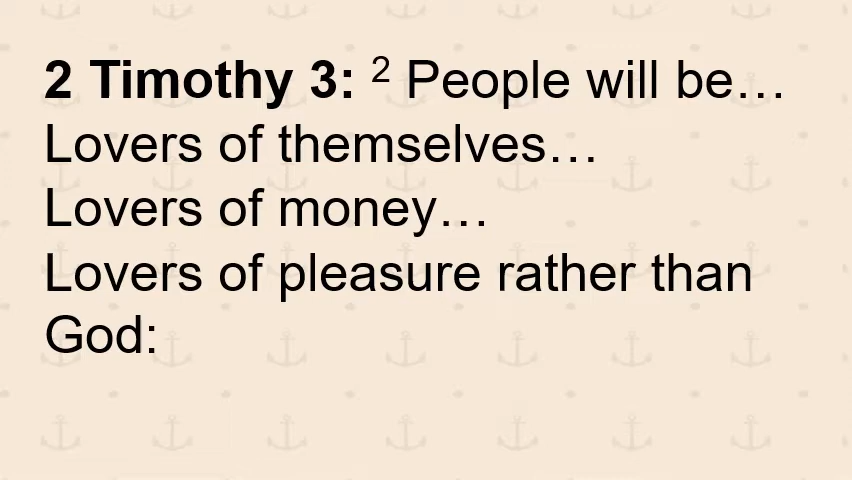 2 Timothy 3: ² People will be…
Lovers of themselves…
Lovers of money…
Lovers of pleasure rather than
God: